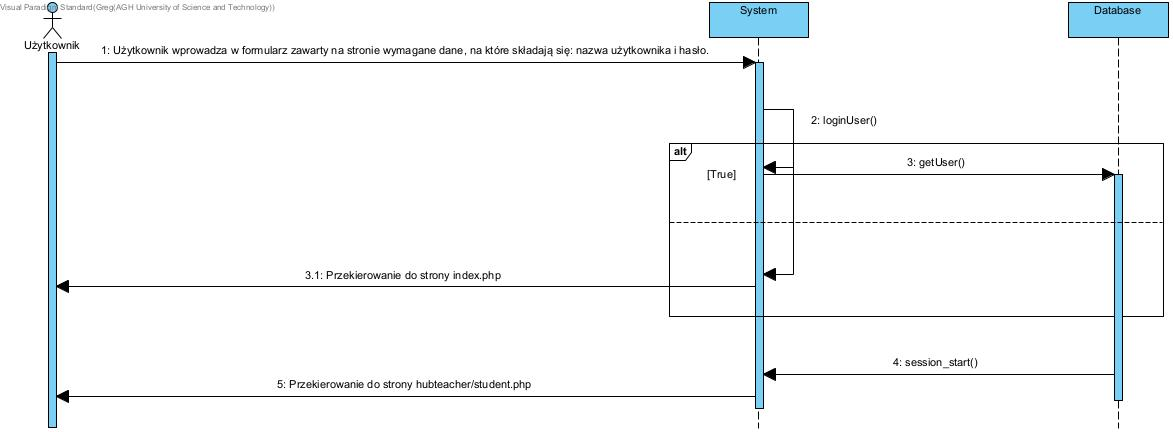 Visual Paradigm Standard(Greg(AGH University of Science and Technology))
System
Database
Użytkownik
1: Użytkownik wprowadza w formularz zawarty na stronie wymagane dane, na które składają się: nazwa użytkownika i hasło.
2: loginUser()
alt
3: getUser()
[True]
3.1: Przekierowanie do strony index.php
4: session_start()
5: Przekierowanie do strony hubteacher/student.php